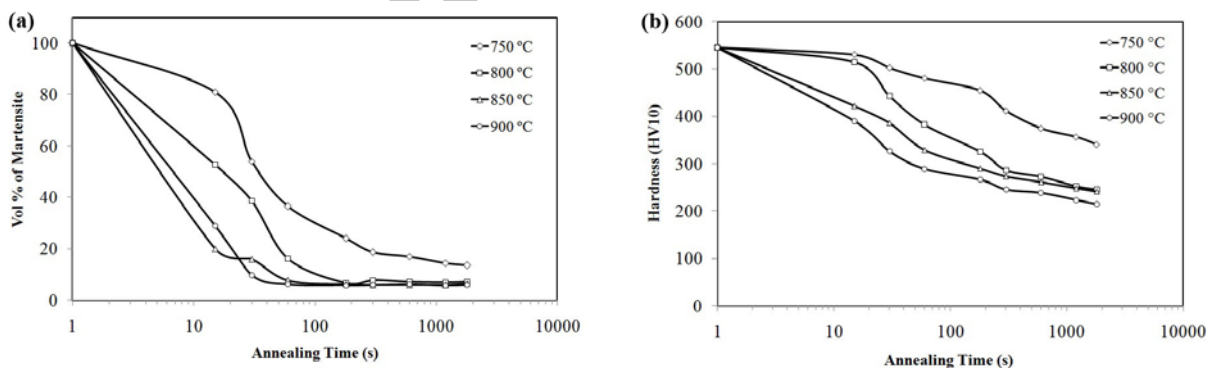 (a)
100
80
60
40
20
0
Vol % of Martensite
1
10
100
1000
10000
Annealing Time (s)
750 °C
800 °C
850 °C
900 °C
(b)
600
500
400
300
200
100
0
Hardness (HV10)
1
10
100
1000
10000
Annealing Time (s)
750 °C
800 °C
850 °C
900 °C